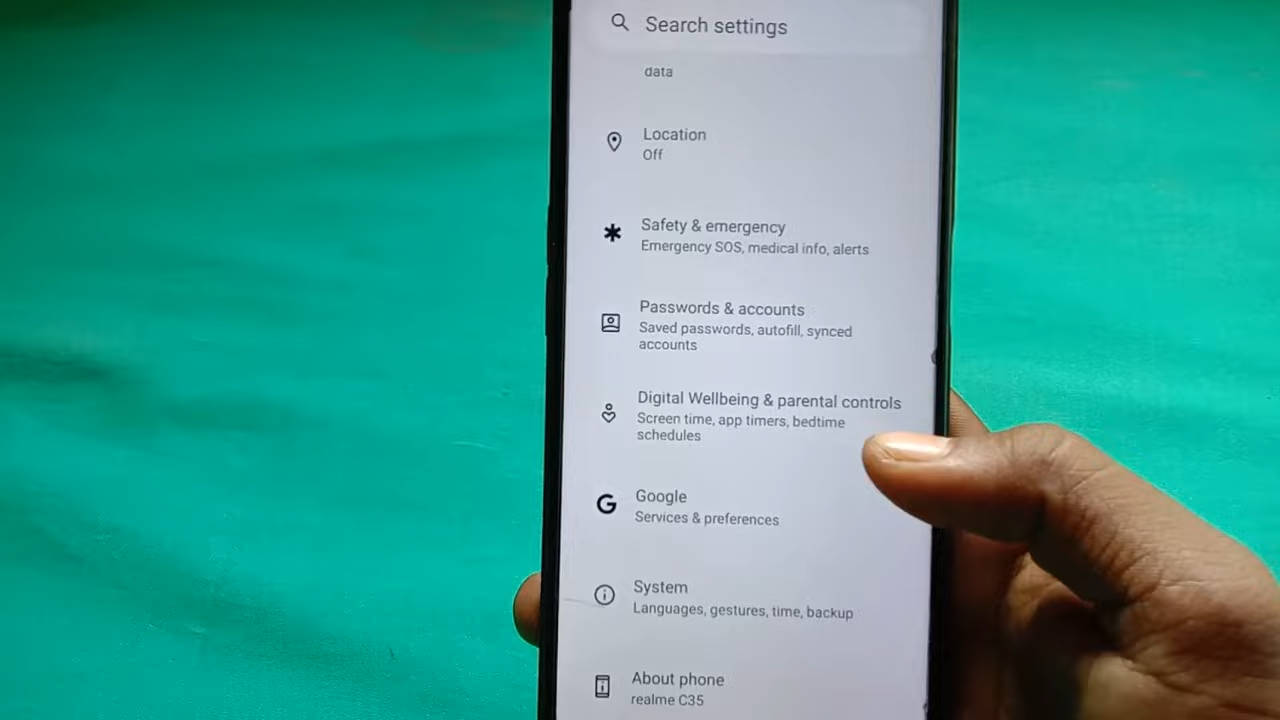 Search settings
data
Location
Off
Safety & emergency
Emergency SOS, medical info, alerts
Passwords & accounts
Saved passwords, autofill, synced
accounts
Digital Wellbeing & parental controls
Screen time, app timers, bedtime
schedules
Google
Services & preferences
System
Languages, gestures, time, backup
About phone
realme C35